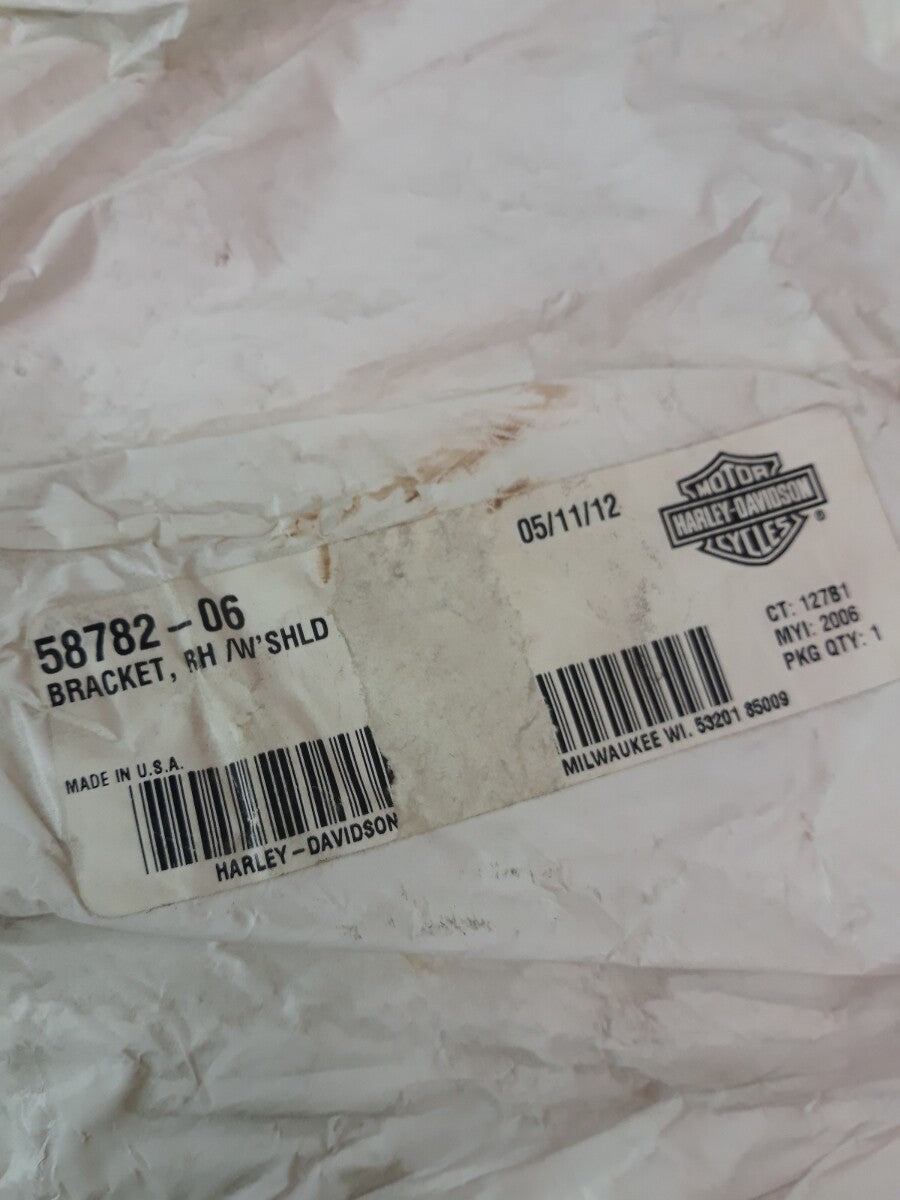 05/11/12
MOTOR
HARLEY-DAVIDSON
CYCLES
®
58782-06
BRACKET, RH /W'SHLD
CT: 127B1
MYI: 2006
PKG QTY: 1
MADE IN U.S.A.
HARLEY-DAVIDSON
MILWAUKEE WI. 53201 85009